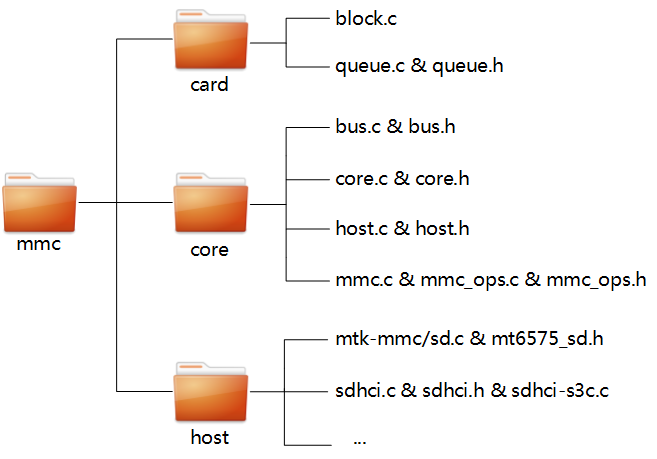 block.c
queue.c & queue.h
card
bus.c & bus.h
core.c & core.h
mmc
core
host.c & host.h
mmc.c & mmc_ops.c & mmc_ops.h
mtk-mmc/sd.c & mt6575_sd.h
sdhci.c & sdhci.h & sdhci-s3c.c
host
...